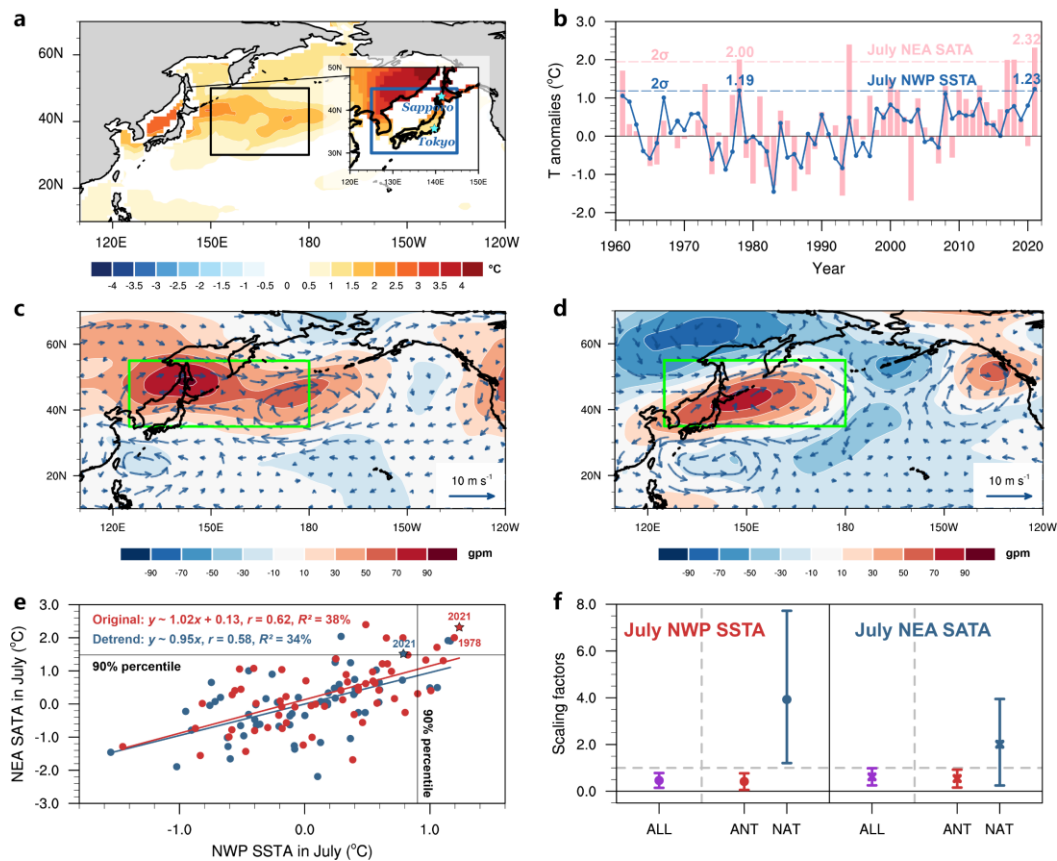 a
60N
40N
20N
120E 150E 180 150W 120W
50N
40N
30N
120E 130E 140E 150E
Sapporo
Tokyo
-4 -3.5 -3 -2.5 -2 -1.5 -1 -0.5 0 0.5 1 1.5 2 2.5 3 3.5 4
°C
b
T anomalies (°C)
3.0
2.0
1.0
0.0
-1.0
-2.0
2σ 2.00 July NEA SATA 2.32
2σ 1.19 July NWP SSTA 1.23
1960 1970 1980 1990 2000 2010 2020
Year
c
60N
40N
20N
10 m s⁻¹
120E 150E 180 150W 120W
gpm
-90 -70 -50 -30 -10 10 30 50 70 90
d
60N
40N
20N
10 m s⁻¹
120E 150E 180 150W 120W
gpm
-90 -70 -50 -30 -10 10 30 50 70 90
e
NEA SATA in July (°C)
3.0
2.0
1.0
0.0
-1.0
-2.0
-3.0
Original: y ~ 1.02x + 0.13, r = 0.62, R² = 38%
Detrend: y ~ 0.95x, r = 0.58, R² = 34%
2021
2021
1978
90% percentile
90% percentile
-1.0 0.0 1.0
NWP SSTA in July (°C)
f
Scaling factors
8.0
6.0
4.0
2.0
0.0
July NWP SSTA July NEA SATA
ALL ANT NAT ALL ANT NAT